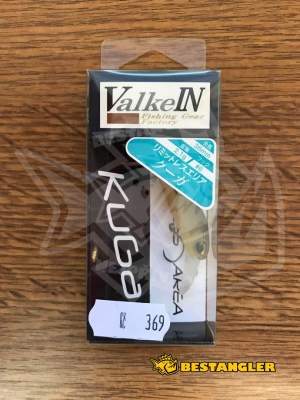 ValkeIN
Fishing Gear
Factory
リミットレスエリア
クーガ
Kuga
AREA
369
BESTANGLER